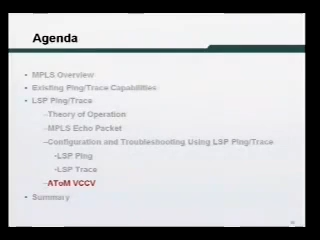 Agenda
• MPLS Overview
• Existing Ping/Trace Capabilities
• LSP Ping/Trace
–Theory of Operation
–MPLS Echo Packet
–Configuration and Troubleshooting Using LSP Ping/Trace
•LSP Ping
•LSP Trace
–AToM VCCV
• Summary